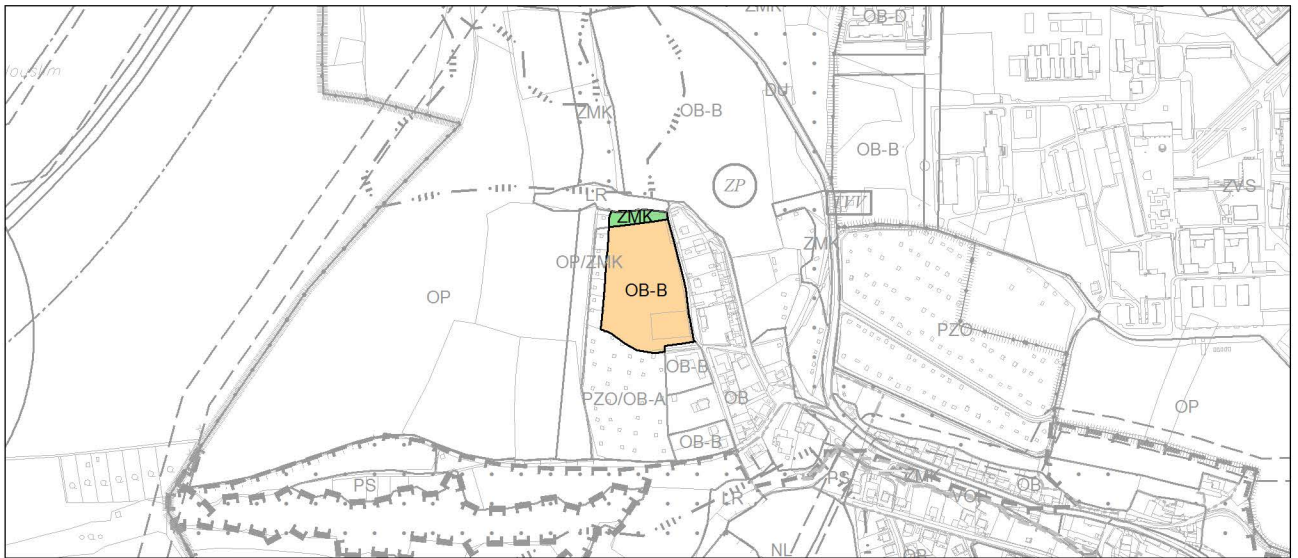 ZMK
OB-D
DU
ZMK
OB-B
OB-B
ZP
ZVS
LR
ZMK
ZMK
OP/ZMK
OB-B
OP
PZO
OB-B
PZO/OB-A
OB
OP
OB-B
PS
LR
PS
ZMK
VOP
OB
NL
OB